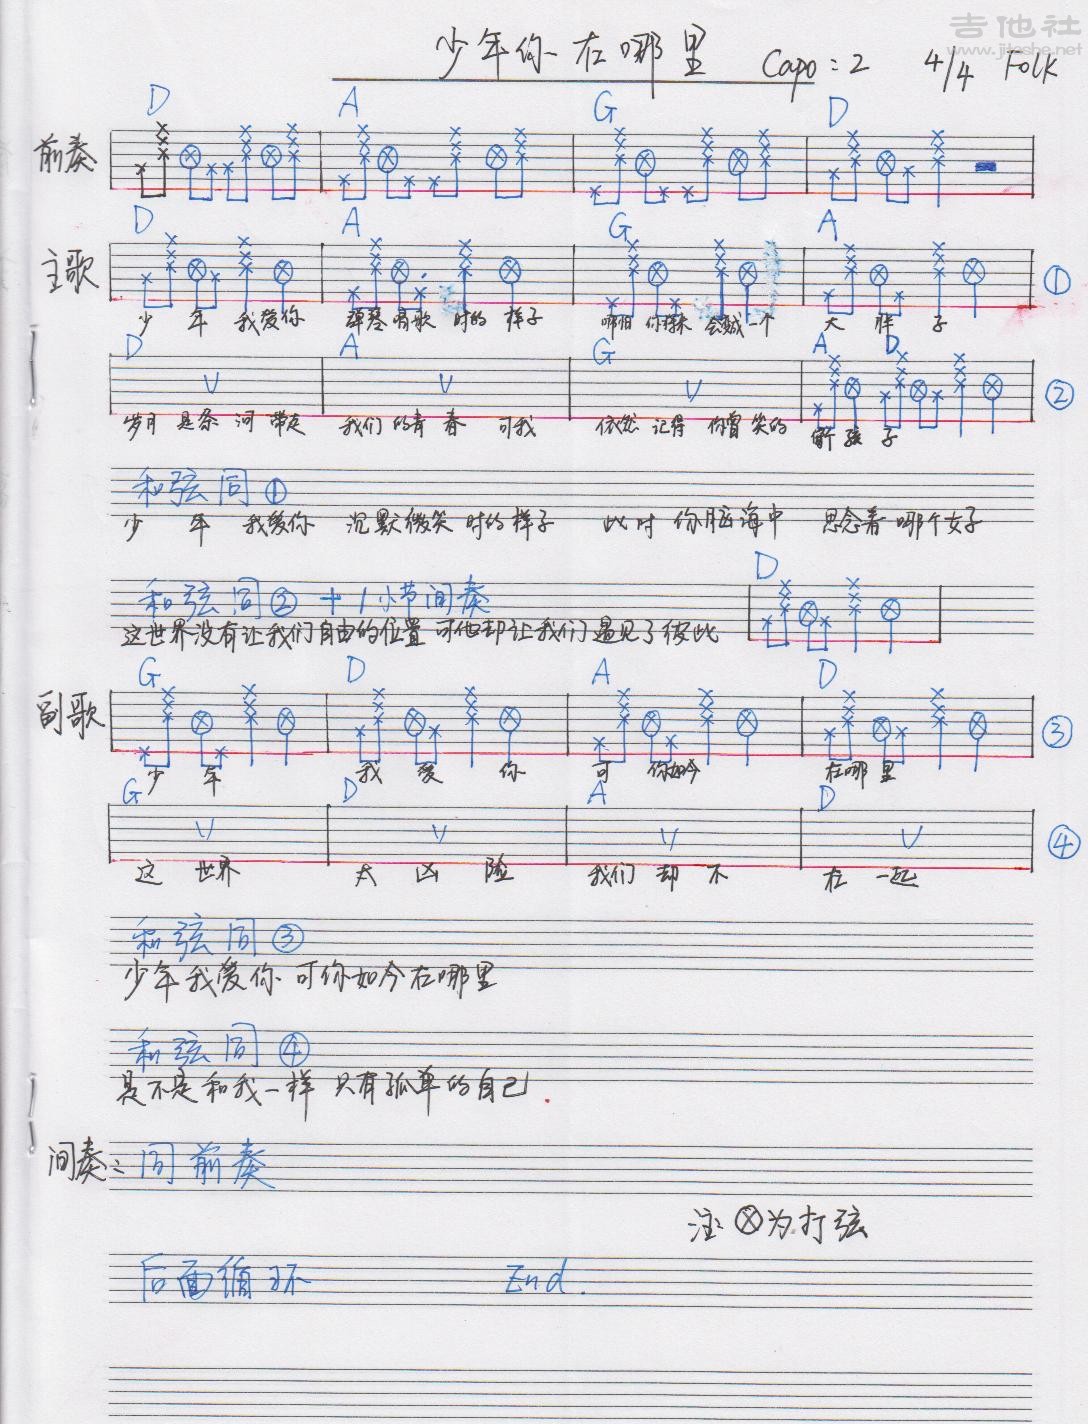 吉他社
www.jitashe.net
少年你在哪里 Capo:2 4/4 Folk
D A G D
前奏
D A G A
主歌 ①
少 年 我爱你 弹琴唱歌 时的 样子 哪怕 你将来 会变成一个 大 胖 子
D A G A D
②
岁月 是条 河 带走 我们 的青 春 可我 依然 记得 你曾 笑的 像 孩 子
和弦同①
少 年 我爱你 沉默微笑 时的样子 此时 你脑海中 思念着 哪个女子
和弦同② +1小节间奏 D
这世界没有让我们自由的位置 可他却让我们遇见了彼此
G D A D
副歌 ③
少 年 我 爱 你 可 你如今 在哪 里
G D A D
④
这 世界 太 凶 险 我们 却 不 在 一起
和弦同③
少年我爱你 可你如今在哪里
和弦同④
是不是和我一样 只有孤单的自己.
间奏: 同前奏
注: ⊗为打弦
后面循环 End.